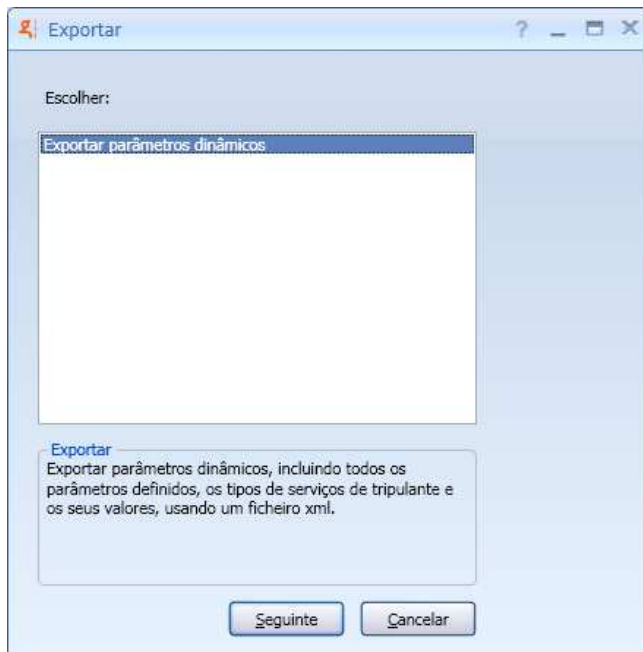 Exportar
Escolher:
Exportar parâmetros dinâmicos
Exportar
Exportar parâmetros dinâmicos, incluindo todos os
parâmetros definidos, os tipos de serviços de tripulante e
os seus valores, usando um ficheiro xml.
Seguinte
Cancelar